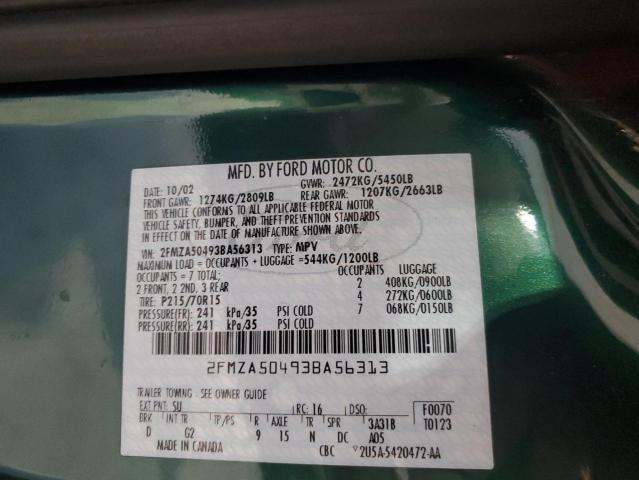 MFD. BY FORD MOTOR CO.
DATE: 10/02 GVWR: 2472KG/5450LB
FRONT GAWR: 1274KG/2809LB REAR GAWR: 1207KG/2663LB
THIS VEHICLE CONFORMS TO ALL APPLICABLE FEDERAL MOTOR
VEHICLE SAFETY, BUMPER, AND THEFT PREVENTION STANDARDS
IN EFFECT ON THE DATE OF MANUFACTURE SHOWN ABOVE.
VIN: 2FMZA50493BA56313 TYPE: MPV
MAXIMUM LOAD = OCCUPANTS + LUGGAGE = 544KG/1200LB
OCCUPANTS = 7 TOTAL; OCCUPANTS LUGGAGE
2 FRONT, 2 2ND, 3 REAR 2 408KG/0900LB
TIRE: P215/70R15 4 272KG/0600LB
PRESSURE(FR): 241 kPa/35 PSI COLD 7 068KG/0150LB
PRESSURE(RR): 241 kPa/35 PSI COLD
2FMZA50493BA56313
TRAILER TOWING - SEE OWNER GUIDE
EXT PNT: SU RC: 16 DSO: F0070
BRK INT TR TP/PS R AXLE TR SPR 3A31B T0123
D G2 9 15 N DC A05
MADE IN CANADA CBC 2U5A-5420472-AA
Ford